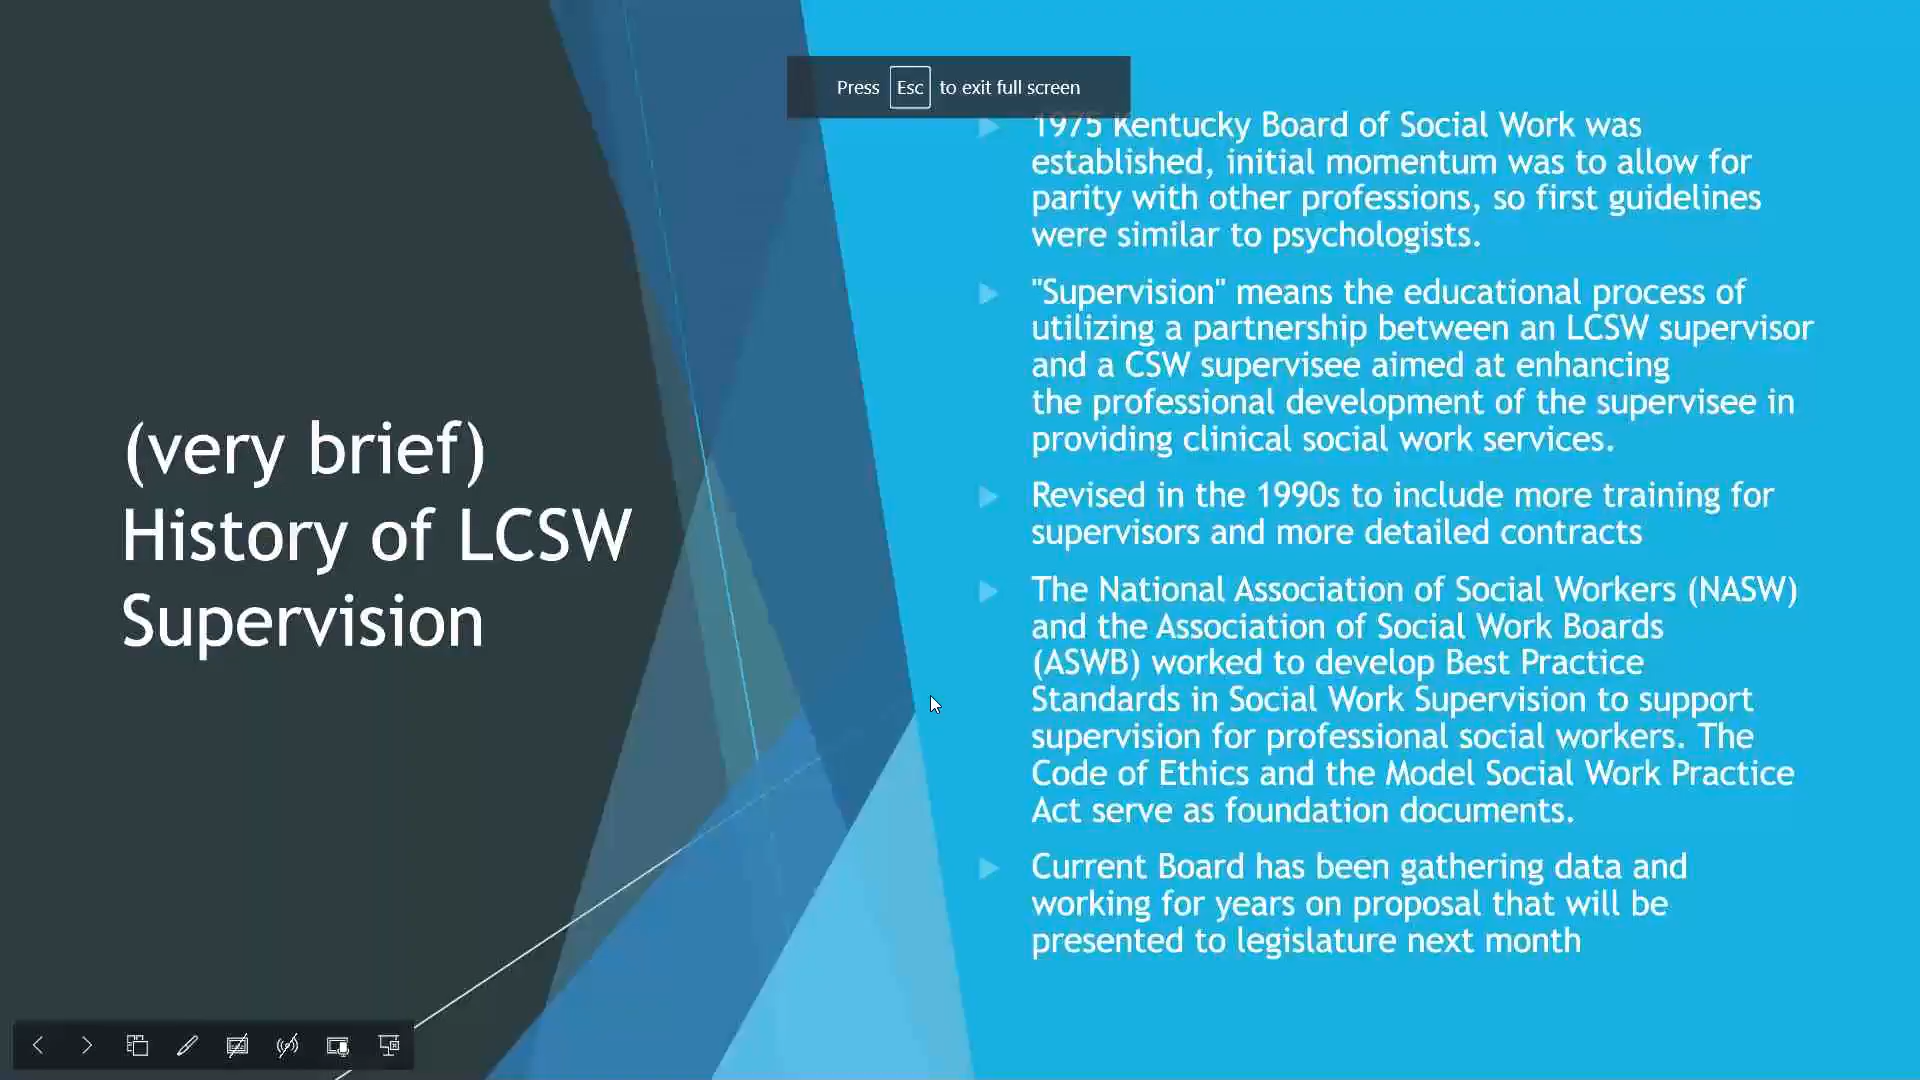 Press Esc to exit full screen
(very brief)
History of LCSW
Supervision
1975 Kentucky Board of Social Work was
established, initial momentum was to allow for
parity with other professions, so first guidelines
were similar to psychologists.
"Supervision" means the educational process of
utilizing a partnership between an LCSW supervisor
and a CSW supervisee aimed at enhancing
the professional development of the supervisee in
providing clinical social work services.
Revised in the 1990s to include more training for
supervisors and more detailed contracts
The National Association of Social Workers (NASW)
and the Association of Social Work Boards
(ASWB) worked to develop Best Practice
Standards in Social Work Supervision to support
supervision for professional social workers. The
Code of Ethics and the Model Social Work Practice
Act serve as foundation documents.
Current Board has been gathering data and
working for years on proposal that will be
presented to legislature next month